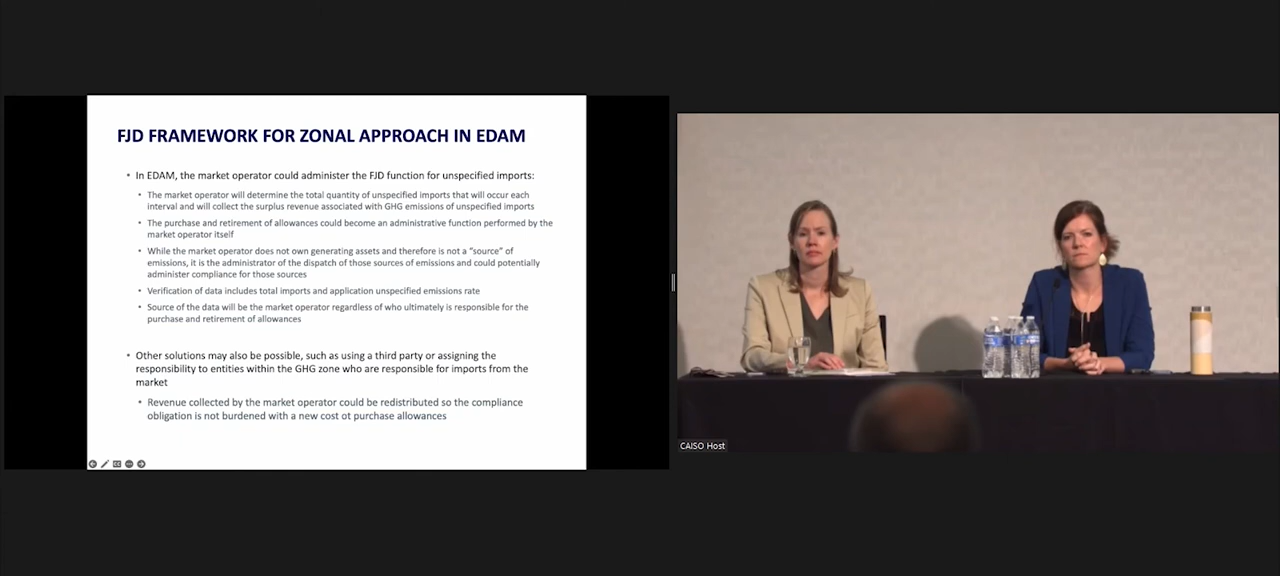 FJD FRAMEWORK FOR ZONAL APPROACH IN EDAM
• In EDAM, the market operator could administer the FJD function for unspecified imports:
• The market operator will determine the total quantity of unspecified imports that will occur each
interval and will collect the surplus revenue associated with GHG emissions of unspecified imports
• The purchase and retirement of allowances could become an administrative function performed by the
market operator itself
• While the market operator does not own generating assets and therefore is not a “source” of
emissions, it is the administrator of the dispatch of those sources of emissions and could potentially
administer compliance for those sources
• Verification of data includes total imports and application unspecified emissions rate
• Source of the data will be the market operator regardless of who ultimately is responsible for the
purchase and retirement of allowances
• Other solutions may also be possible, such as using a third party or assigning the
responsibility to entities within the GHG zone who are responsible for imports from the
market
• Revenue collected by the market operator could be redistributed so the compliance
obligation is not burdened with a new cost ot purchase allowances
CAISO Host